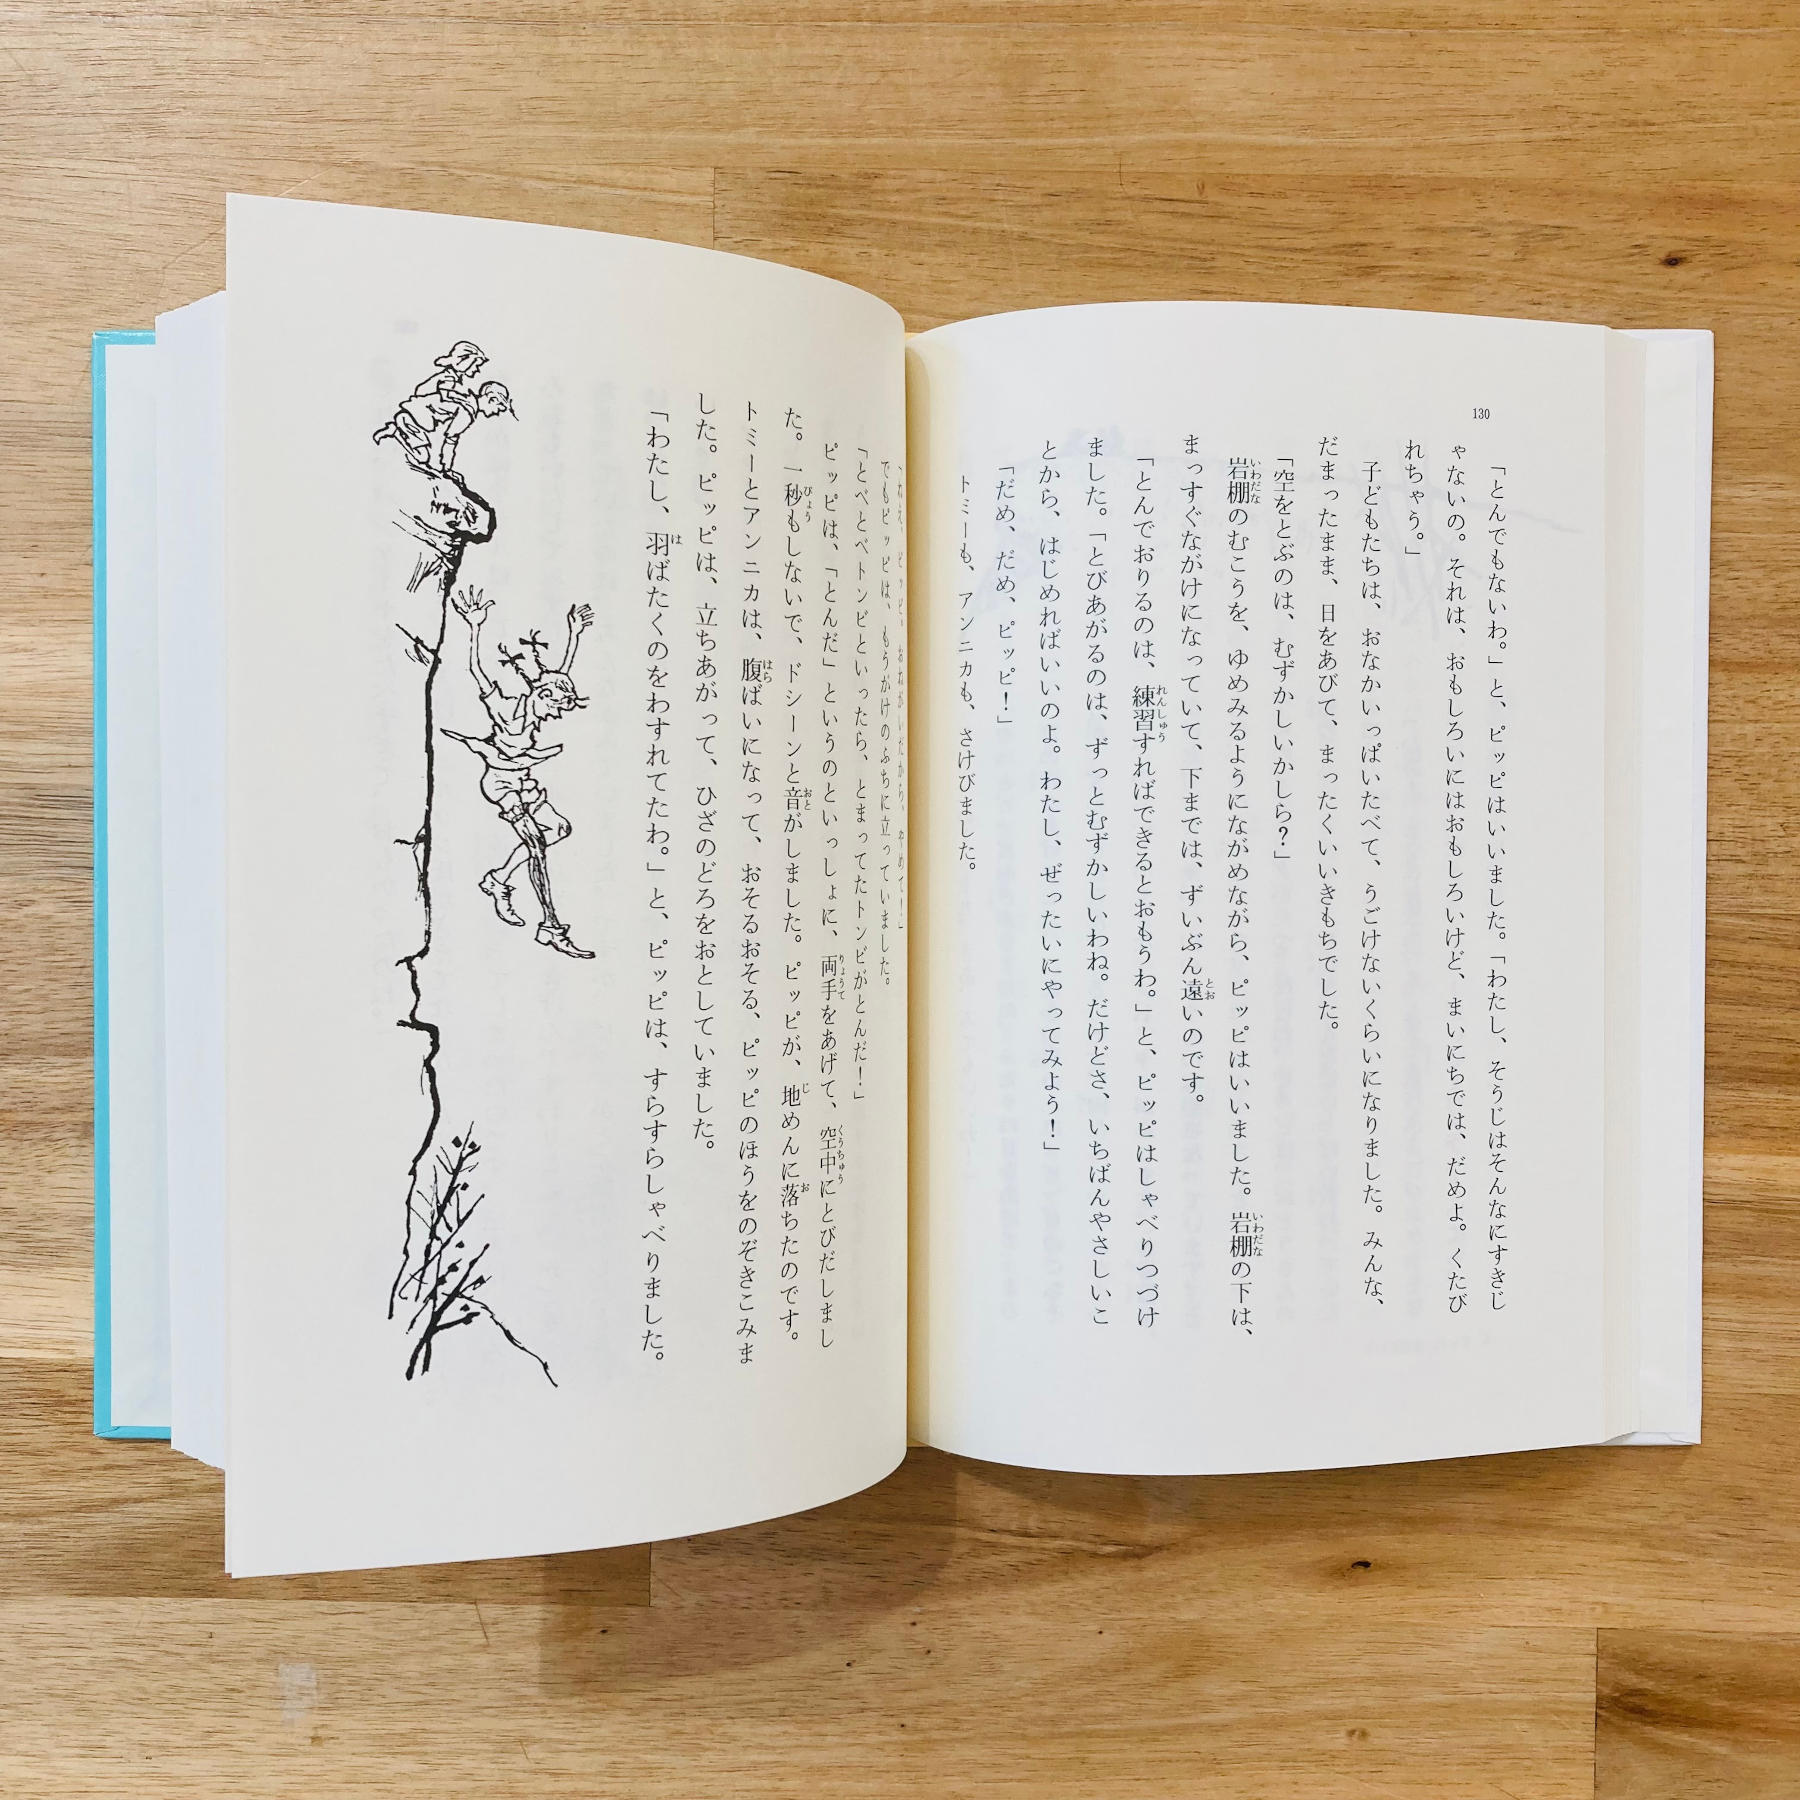 130
「とんでもないわ。」と、ピッピはいいました。「わたし、そうじはそんなにすきじ
ゃないの。それは、おもしろいにはおもしろいけど、まいにちでは、だめよ。くたび
れちゃう。」
子どもたちは、おなかいっぱいたべて、うごけないくらいになりました。みんな、
だまったまま、日をあびて、まったくいいきもちでした。
「空をとぶのは、むずかしいかしら？」
岩棚のむこうを、ゆめみるようにながめながら、ピッピはいいました。岩棚の下は、
まっすぐながけになっていて、下までは、ずいぶん遠いのです。
「とんでおりるのは、練習すればできるとおもうわ。」と、ピッピはしゃべりつづけ
ました。「とびあがるのは、ずっとむずかしいわね。だけどさ、いちばんやさしいこ
とから、はじめればいいのよ。わたし、ぜったいにやってみよう！」
「だめ、だめ、ピッピ！」
トミーも、アンニカも、さけびました。
「ねえ、ピッピ、おねがいだから、やめて！」
でもピッピは、もうがけのふちに立っていました。
「とべとべトンビといったら、とまってたトンビがとんだ！」
ピッピは、「とんだ」というのといっしょに、両手をあげて、空中にとびだしまし
た。一秒もしないで、ドシーンと音がしました。ピッピが、地めんに落ちたのです。
トミーとアンニカは、腹ばいになって、おそるおそる、ピッピのほうをのぞきこみま
した。ピッピは、立ちあがって、ひざのどろをおとしていました。
「わたし、羽ばたくのをわすれてたわ。」と、ピッピは、すらすらしゃべりました。